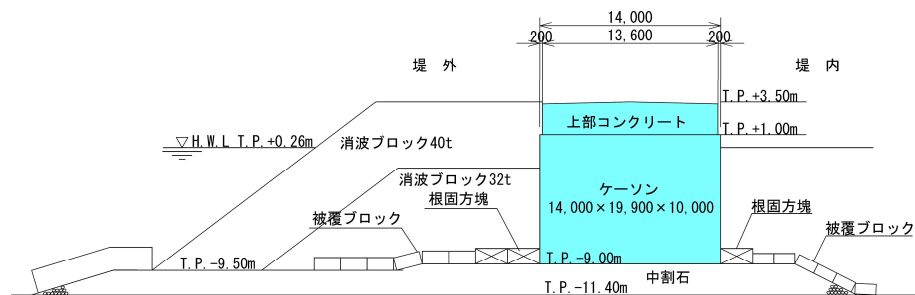 14,000
200 13,600 200
堤 外
堤 内
T.P.+3.50m
上部コンクリート
T.P.+1.00m
H.W.L T.P.+0.26m
消波ブロック40t
消波ブロック32t
ケーソン
14,000×19,900×10,000
根固方塊
根固方塊
被覆ブロック
被覆ブロック
T.P.-9.50m
T.P.-9.00m
中割石
T.P.-11.40m